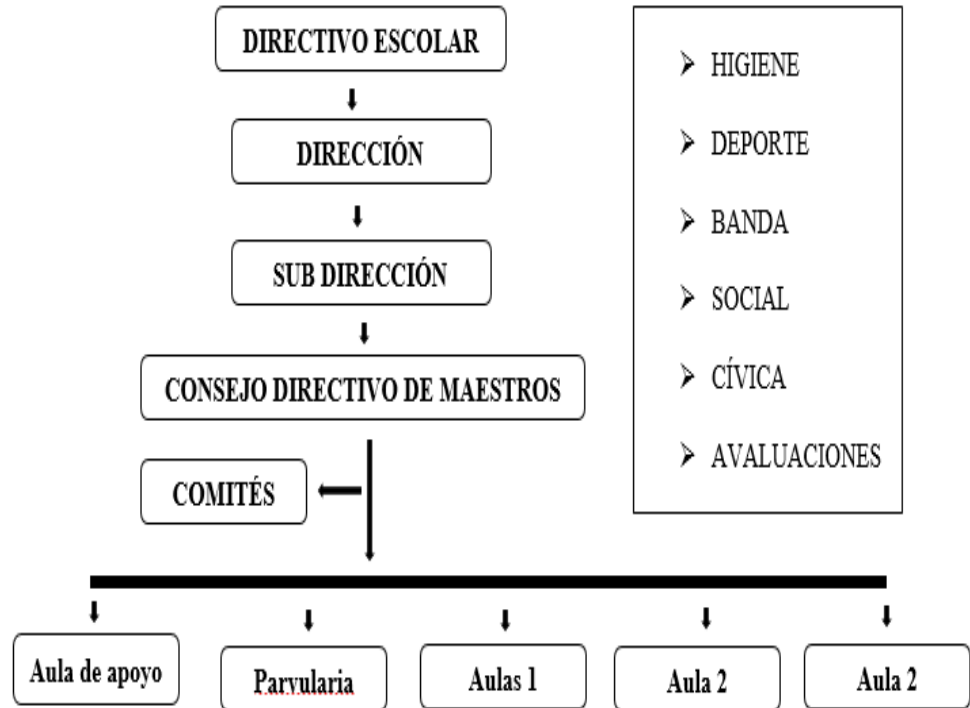 DIRECTIVO ESCOLAR
DIRECCIÓN
SUB DIRECCIÓN
CONSEJO DIRECTIVO DE MAESTROS
COMITÉS
Aula de apoyo
Parvularia
Aulas 1
Aula 2
Aula 2
HIGIENE
DEPORTE
BANDA
SOCIAL
CÍVICA
AVALUACIONES